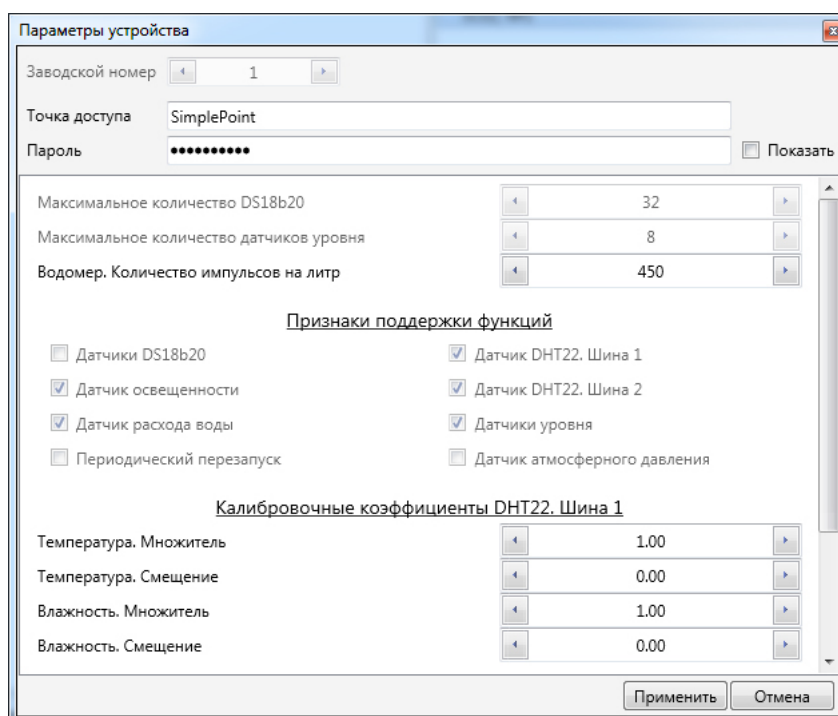 Параметры устройства
Заводской номер 1
Точка доступа SimplePoint
Пароль ●●●●●●●●●● Показать
Максимальное количество DS18b20 32
Максимальное количество датчиков уровня 8
Водомер. Количество импульсов на литр 450
Признаки поддержки функций
Датчики DS18b20 Датчик DHT22. Шина 1
Датчик освещенности Датчик DHT22. Шина 2
Датчик расхода воды Датчики уровня
Периодический перезапуск Датчик атмосферного давления
Калибровочные коэффициенты DHT22. Шина 1
Температура. Множитель 1.00
Температура. Смещение 0.00
Влажность. Множитель 1.00
Влажность. Смещение 0.00
Применить Отмена